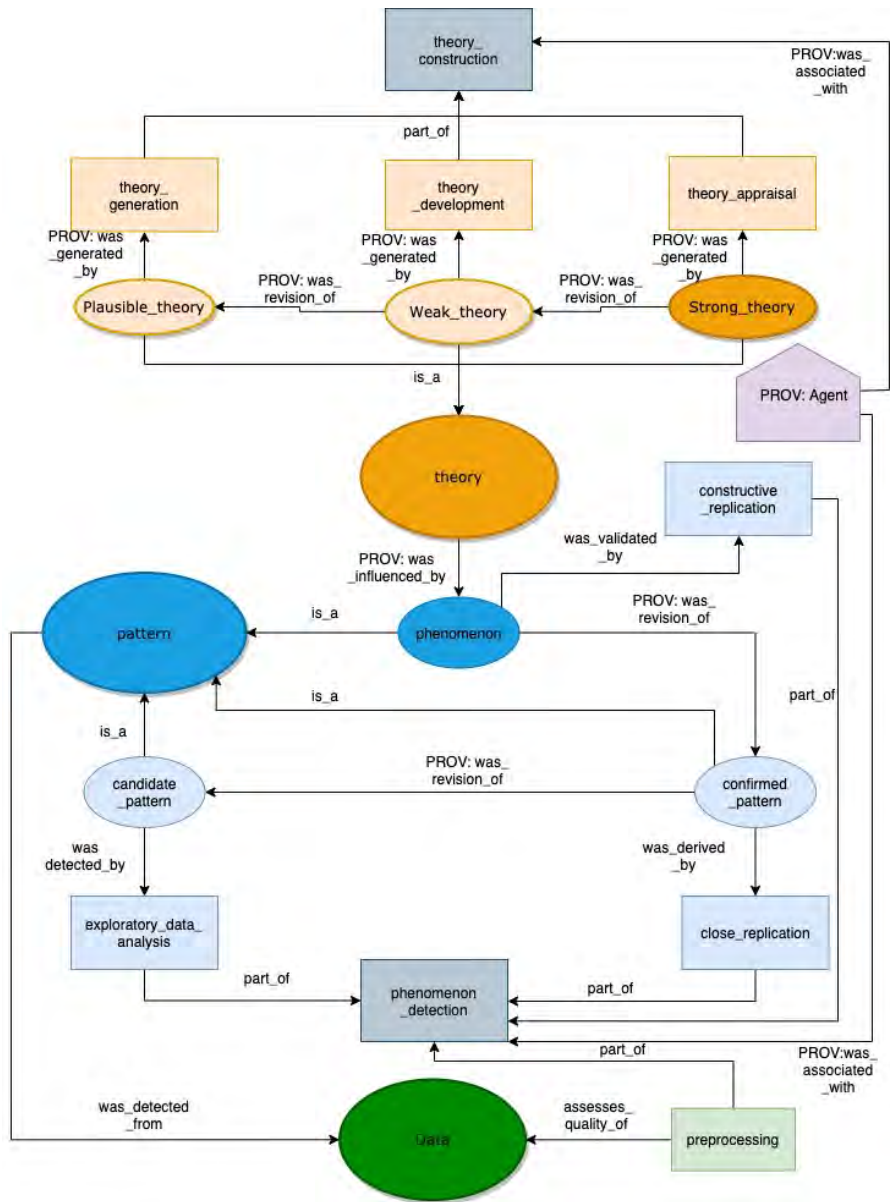 theory_
construction
PROV:was_
associated
_with
part_of
theory_
generation
theory
_development
theory_appraisal
PROV: was
_generated
_by
PROV: was
_generated
_by
PROV: was
_generated
_by
Plausible_theory
PROV: was_
revision_of
Weak_theory
PROV: was_
revision_of
Strong_theory
is_a
PROV: Agent
theory
constructive
_replication
was_validated
_by
PROV: was
_influenced_by
PROV: was_
revision_of
pattern
is_a
phenomenon
is_a
part_of
is_a
candidate
_pattern
PROV: was_
revision_of
confirmed
_pattern
was
detected_by
was_derived
_by
exploratory_data_
analysis
close_replication
part_of
phenomenon
_detection
part_of
part_of
PROV:was_
associated
_with
was_detected
_from
Data
assesses_
quality_of
preprocessing